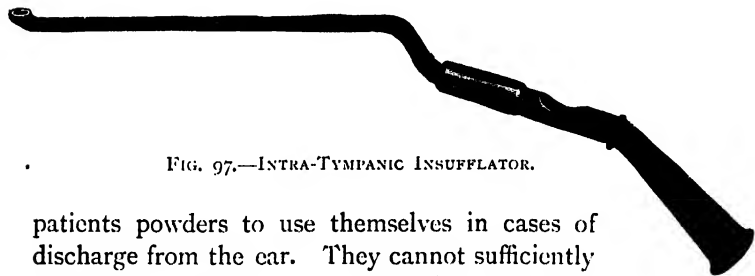 FIG. 97.—INTRA-TYMPANIC INSUFFLATOR.
patients powders to use themselves in cases of
discharge from the ear. They cannot sufficiently